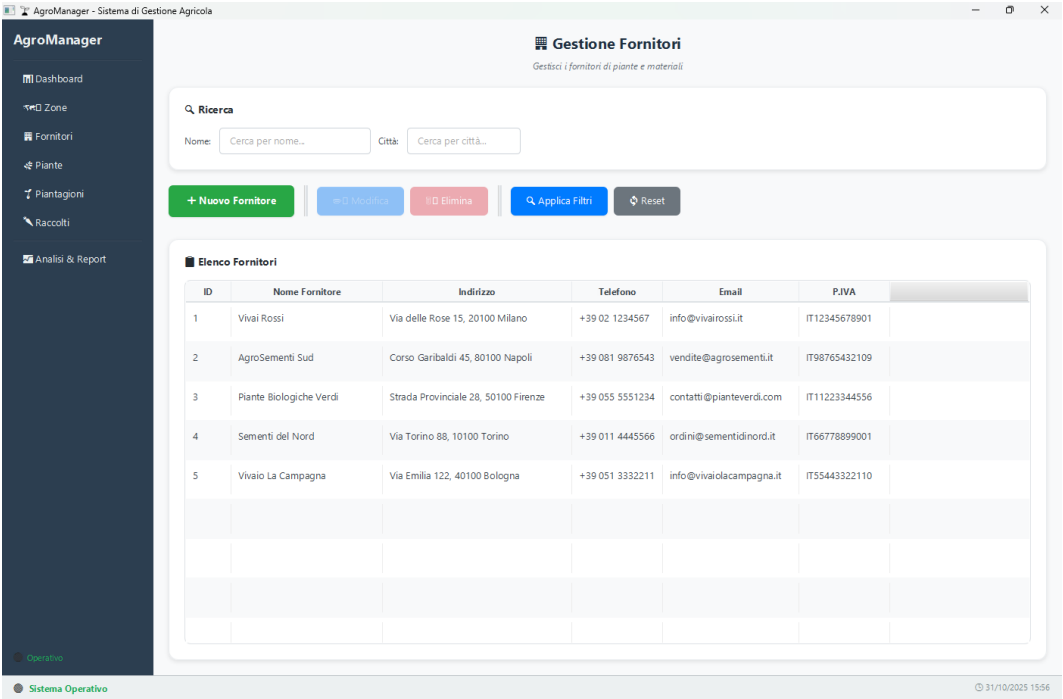 AgroManager - Sistema di Gestione Agricola
AgroManager
Dashboard
Zone
Fornitori
Piante
Piantagioni
Raccolti
Analisi & Report
Operativo
Gestione Fornitori
Gestisci i fornitori di piante e materiali
Ricerca
Nome: Cerca per nome... Città: Cerca per città...
+ Nuovo Fornitore Modifica Elimina Applica Filtri Reset
Elenco Fornitori
ID Nome Fornitore Indirizzo Telefono Email P.IVA
1 Vivai Rossi Via delle Rose 15, 20100 Milano +39 02 1234567 info@vivairossi.it IT12345678901
2 AgroSementi Sud Corso Garibaldi 45, 80100 Napoli +39 081 9876543 vendite@agrosementi.it IT98765432109
3 Piante Biologiche Verdi Strada Provinciale 28, 50100 Firenze +39 055 5551234 contatti@pianteverdi.com IT11223344556
4 Sementi del Nord Via Torino 88, 10100 Torino +39 011 4445566 ordini@sementidinord.it IT66778899001
5 Vivaio La Campagna Via Emilia 122, 40100 Bologna +39 051 3332211 info@vivaiolacampagna.it IT55443322110
Sistema Operativo 31/10/2025 15:56